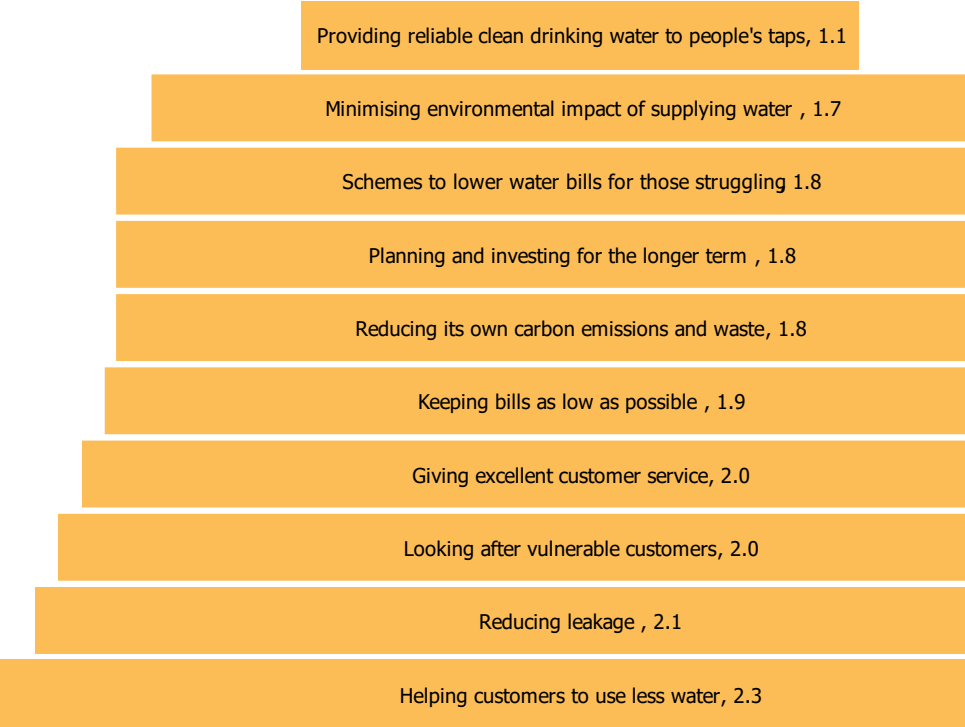 Providing reliable clean drinking water to people's taps, 1.1
Minimising environmental impact of supplying water , 1.7
Schemes to lower water bills for those struggling 1.8
Planning and investing for the longer term , 1.8
Reducing its own carbon emissions and waste, 1.8
Keeping bills as low as possible , 1.9
Giving excellent customer service, 2.0
Looking after vulnerable customers, 2.0
Reducing leakage , 2.1
Helping customers to use less water, 2.3